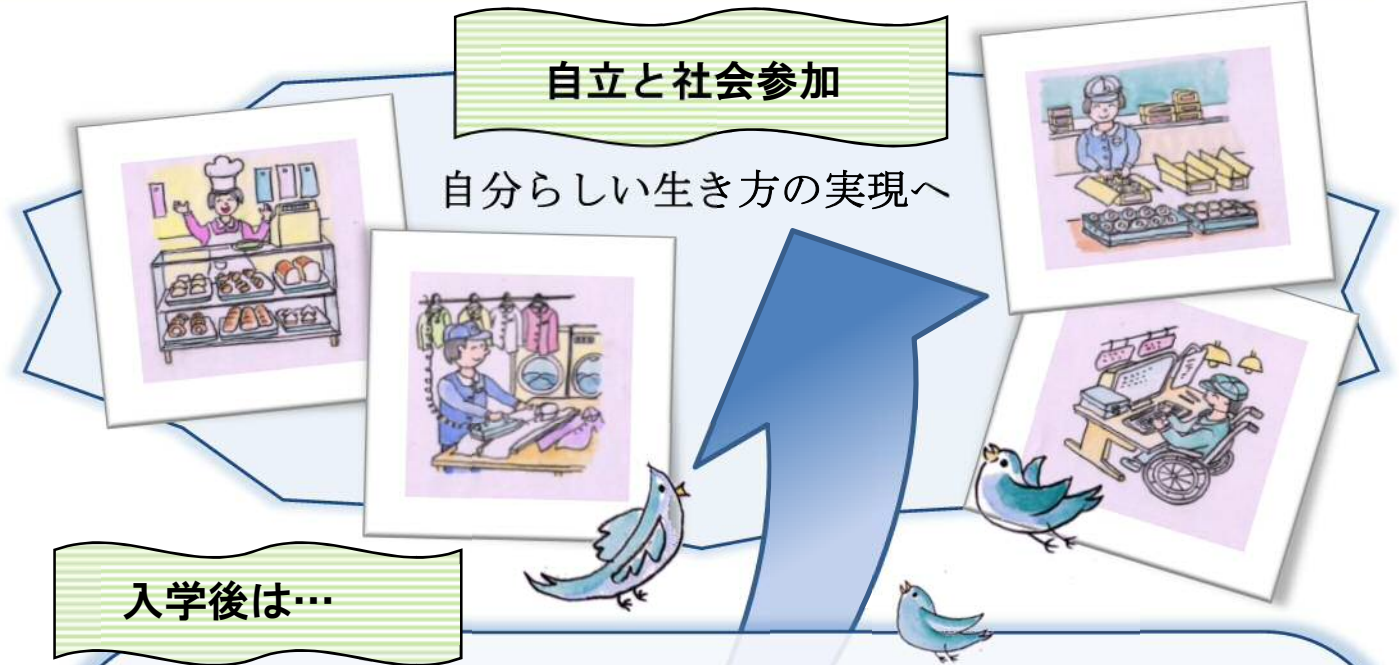 自立と社会参加
自分らしい生き方の実現へ
入学後は…